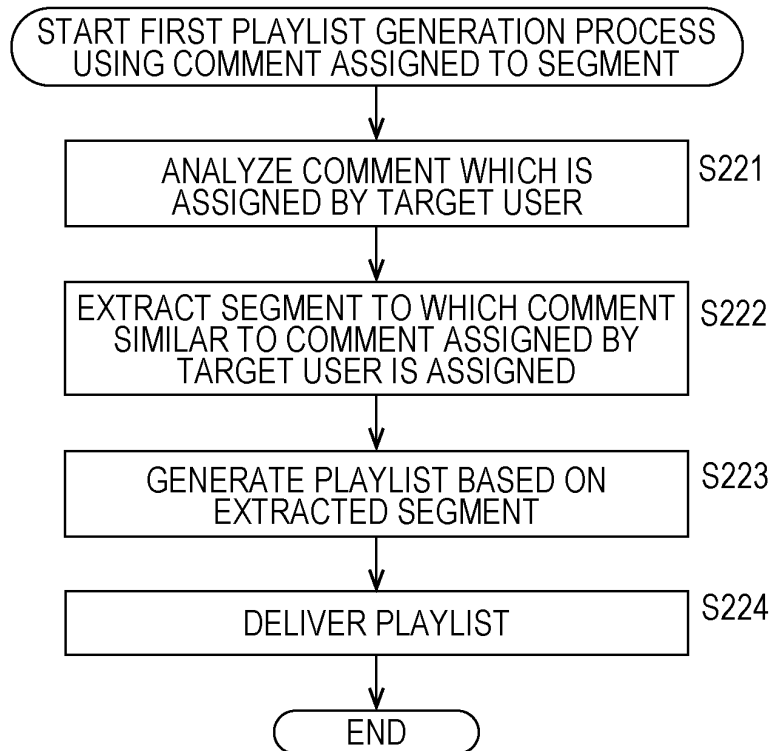 START FIRST PLAYLIST GENERATION PROCESS
USING COMMENT ASSIGNED TO SEGMENT
ANALYZE COMMENT WHICH IS
ASSIGNED BY TARGET USER
S221
EXTRACT SEGMENT TO WHICH COMMENT
SIMILAR TO COMMENT ASSIGNED BY
TARGET USER IS ASSIGNED
S222
GENERATE PLAYLIST BASED ON
EXTRACTED SEGMENT
S223
DELIVER PLAYLIST
S224
END